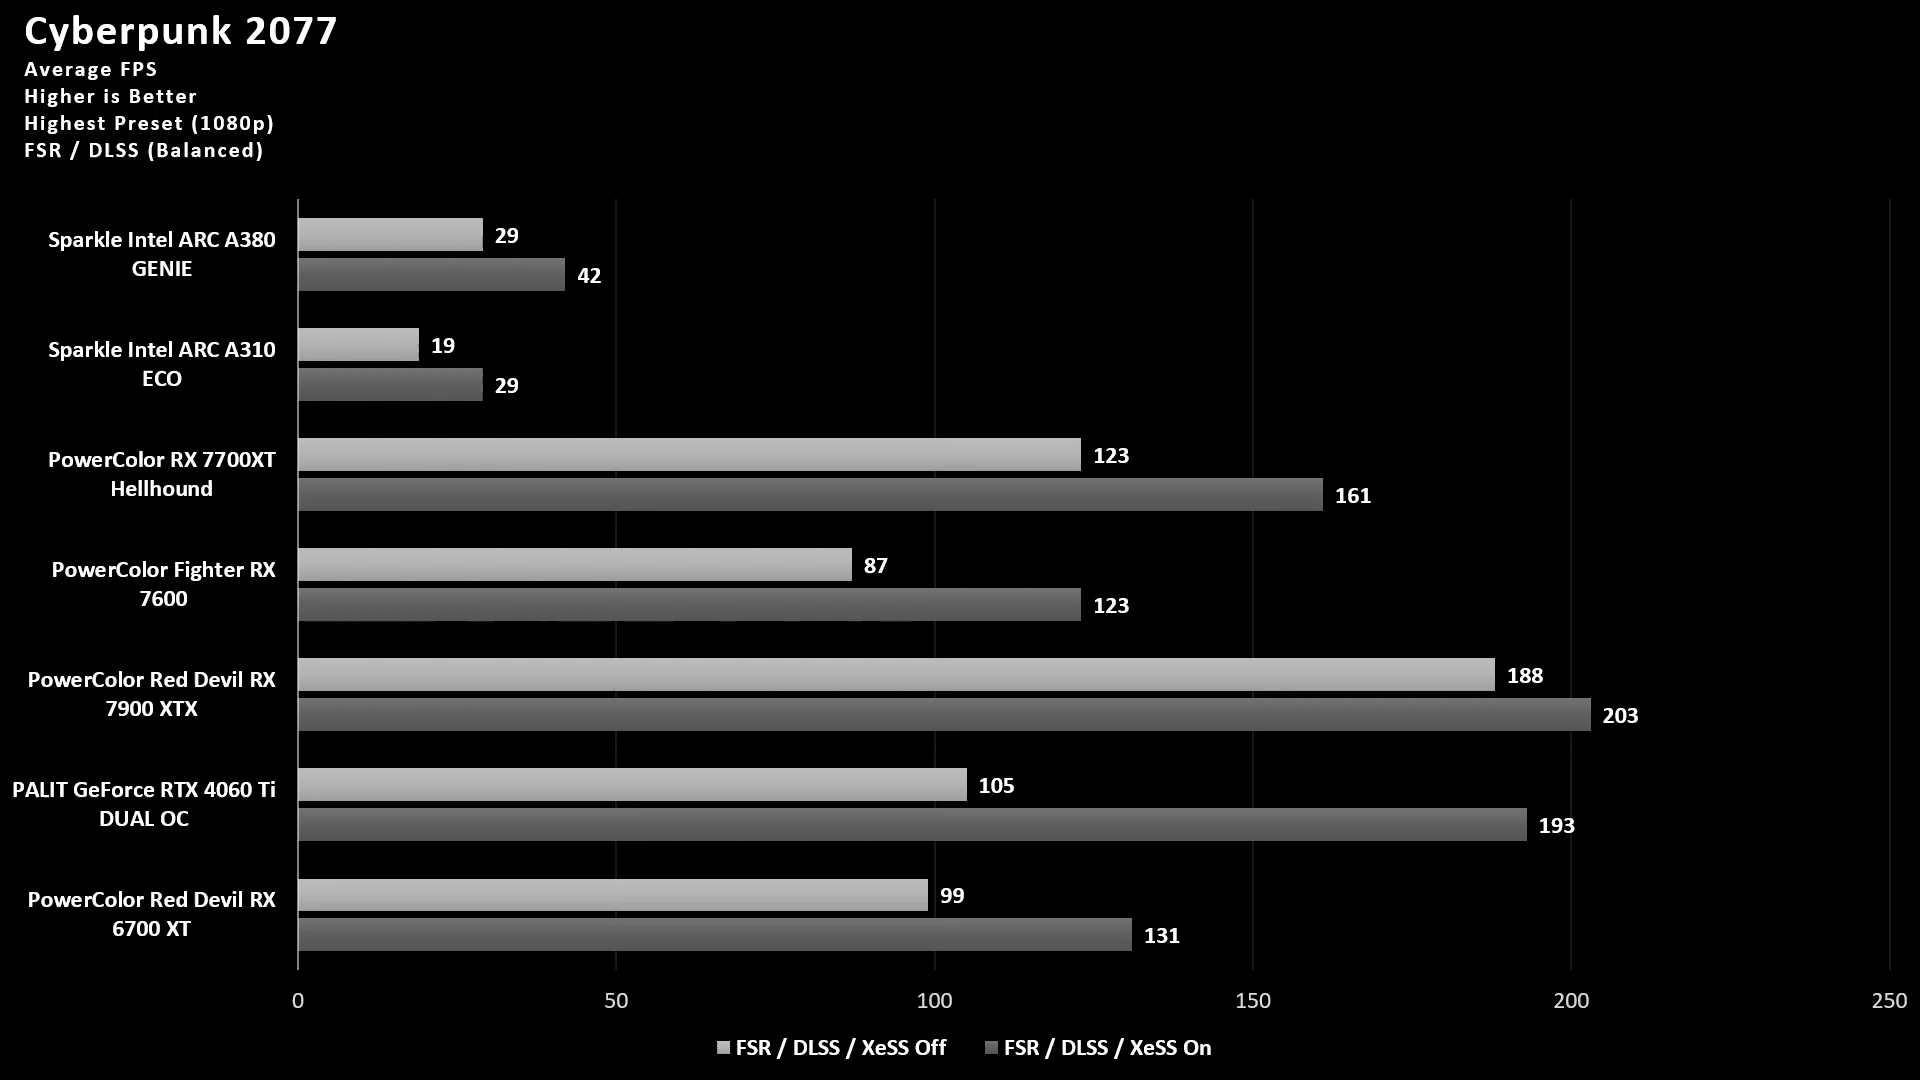 Cyberpunk 2077
Average FPS
Higher is Better
Highest Preset (1080p)
FSR / DLSS (Balanced)
Sparkle Intel ARC A380
GENIE
29
42
Sparkle Intel ARC A310
ECO
19
29
PowerColor RX 7700XT
Hellhound
123
161
PowerColor Fighter RX
7600
87
123
PowerColor Red Devil RX
7900 XTX
188
203
PALIT GeForce RTX 4060 Ti
DUAL OC
105
193
PowerColor Red Devil RX
6700 XT
99
131
0 50 100 150 200 250
FSR / DLSS / XeSS Off FSR / DLSS / XeSS On